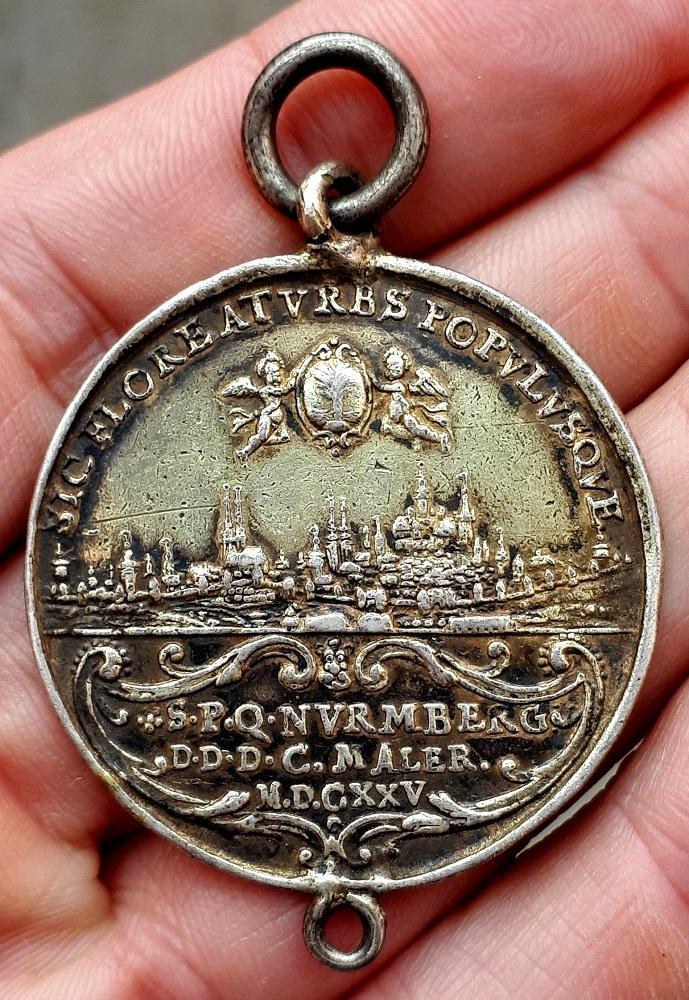 SIC FLOREAT VRBS POPVLVSQVE.
S.P.Q.NVRMBERG
D.D.D.C.MALER.
M.D.CXXV